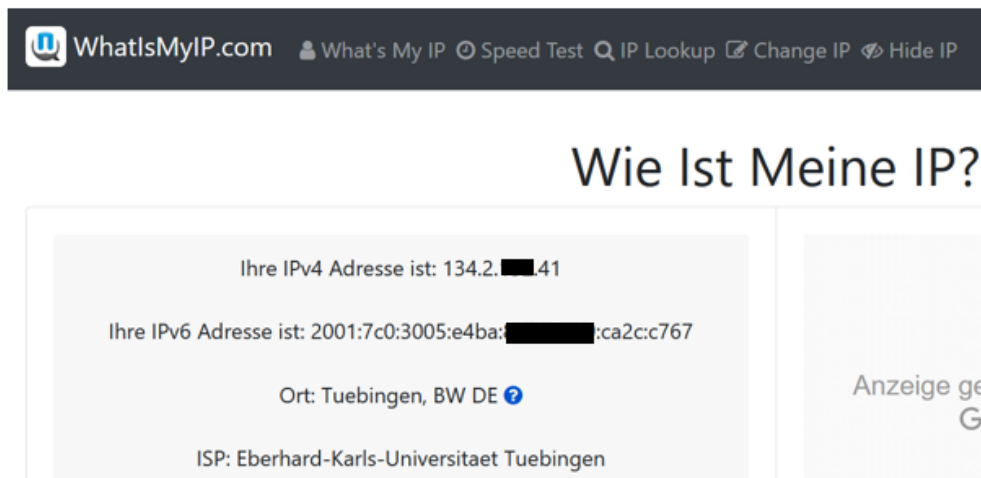 WhatIsMyIP.com What's My IP Speed Test IP Lookup Change IP Hide IP
Wie Ist Meine IP?
Ihre IPv4 Adresse ist: 134.2. .41
Ihre IPv6 Adresse ist: 2001:7c0:3005:e4ba: :ca2c:c767
Ort: Tuebingen, BW DE
ISP: Eberhard-Karls-Universitaet Tuebingen
Anzeige ge
G